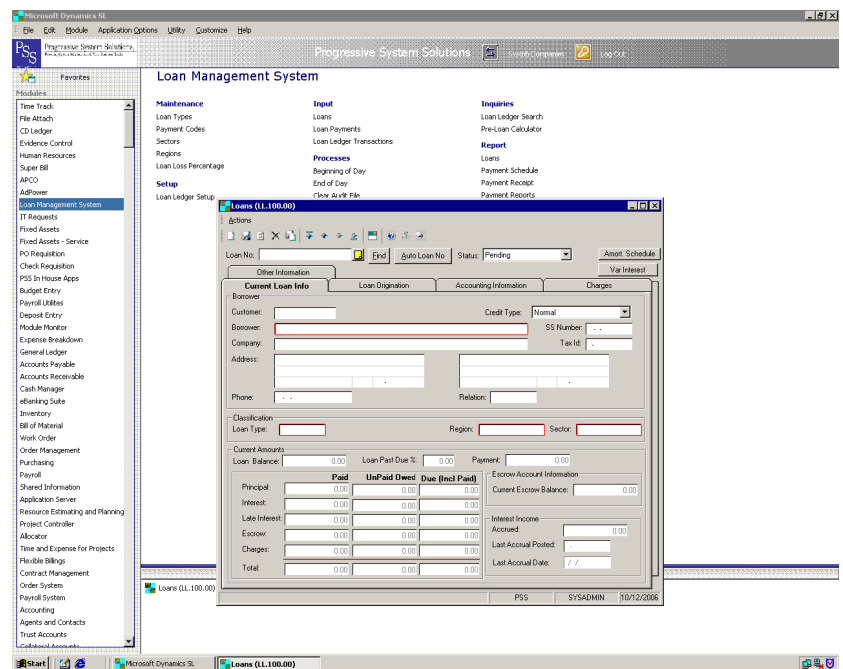 Microsoft Dynamics SL
File Edit Module Application Options Utility Customize Help
PSS Progressive System Solutions, Progressive System Solutions Switch Companies Log Out
Favorites
Modules
Time Track
File Attach
CD Ledger
Evidence Control
Human Resources
Super Bill
APCO
AdPower
Loan Management System
IT Requests
Fixed Assets
Fixed Assets - Service
PO Requisition
Check Requisition
PSS In House Apps
Budget Entry
Payroll Utilites
Deposit Entry
Module Monitor
Expense Breakdown
General Ledger
Accounts Payable
Accounts Receivable
Cash Manager
eBanking Suite
Inventory
Bill of Material
Work Order
Order Management
Purchasing
Payroll
Shared Information
Application Server
Resource Estimating and Planning
Project Controller
Allocator
Time and Expense for Projects
Flexible Billings
Contract Management
Order System
Payroll System
Accounting
Agents and Contacts
Trust Accounts
Collateral Accounts
Loan Management System
Maintenance
Loan Types
Payment Codes
Sectors
Regions
Loan Loss Percentage
Setup
Loan Ledger Setup
Input
Loans
Loan Payments
Loan Ledger Transactions
Processes
Beginning of Day
End of Day
Clear Audit File
Inquiries
Loan Ledger Search
Pre-Loan Calculator
Report
Loans
Payment Schedule
Payment Receipt
Payment Reports
Loans (LL.100.00)
Actions
Loan No: Find Auto Loan No Status: Pending Amort. Schedule
Other Information Var Interest
Current Loan Info Loan Origination Accounting Information Charges
Borrower
Customer: Credit Type: Normal
Borrower: SS Number: - -
Company: Tax Id: -
Address:
- -
Phone: - - Relation:
Classification
Loan Type: Region: Sector:
Current Amounts
Loan Balance: 0.00 Loan Past Due %: 0.00 Payment: 0.00
Paid UnPaid Owed Due (Incl Paid)
Principal: 0.00 0.00 0.00
Interest: 0.00 0.00 0.00
Late Interest: 0.00 0.00 0.00
Escrow: 0.00 0.00 0.00
Charges: 0.00 0.00 0.00
Total: 0.00 0.00 0.00
Escrow Account Information
Current Escrow Balance: 0.00
Interest Income
Accrued: 0.00
Last Accrual Posted: -
Last Accrual Date: / /
PSS SYSADMIN 10/12/2006
Loans (LL.100.00)
Start Microsoft Dynamics SL Loans (LL.100.00)